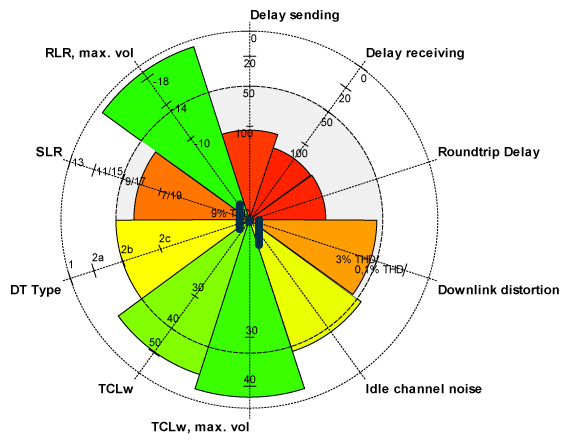 Delay sending
0
RLR, max. vol
Delay receiving
20
-18
0
20
50
-14
50
100
-10
100
SLR
Roundtrip Delay
13
11/15
9/17
7/19
9% THD
2b
2c
2a
1
3% THD
0,1% THD
DT Type
Downlink distortion
30
40
30
50
40
TCLw
Idle channel noise
TCLw, max. vol